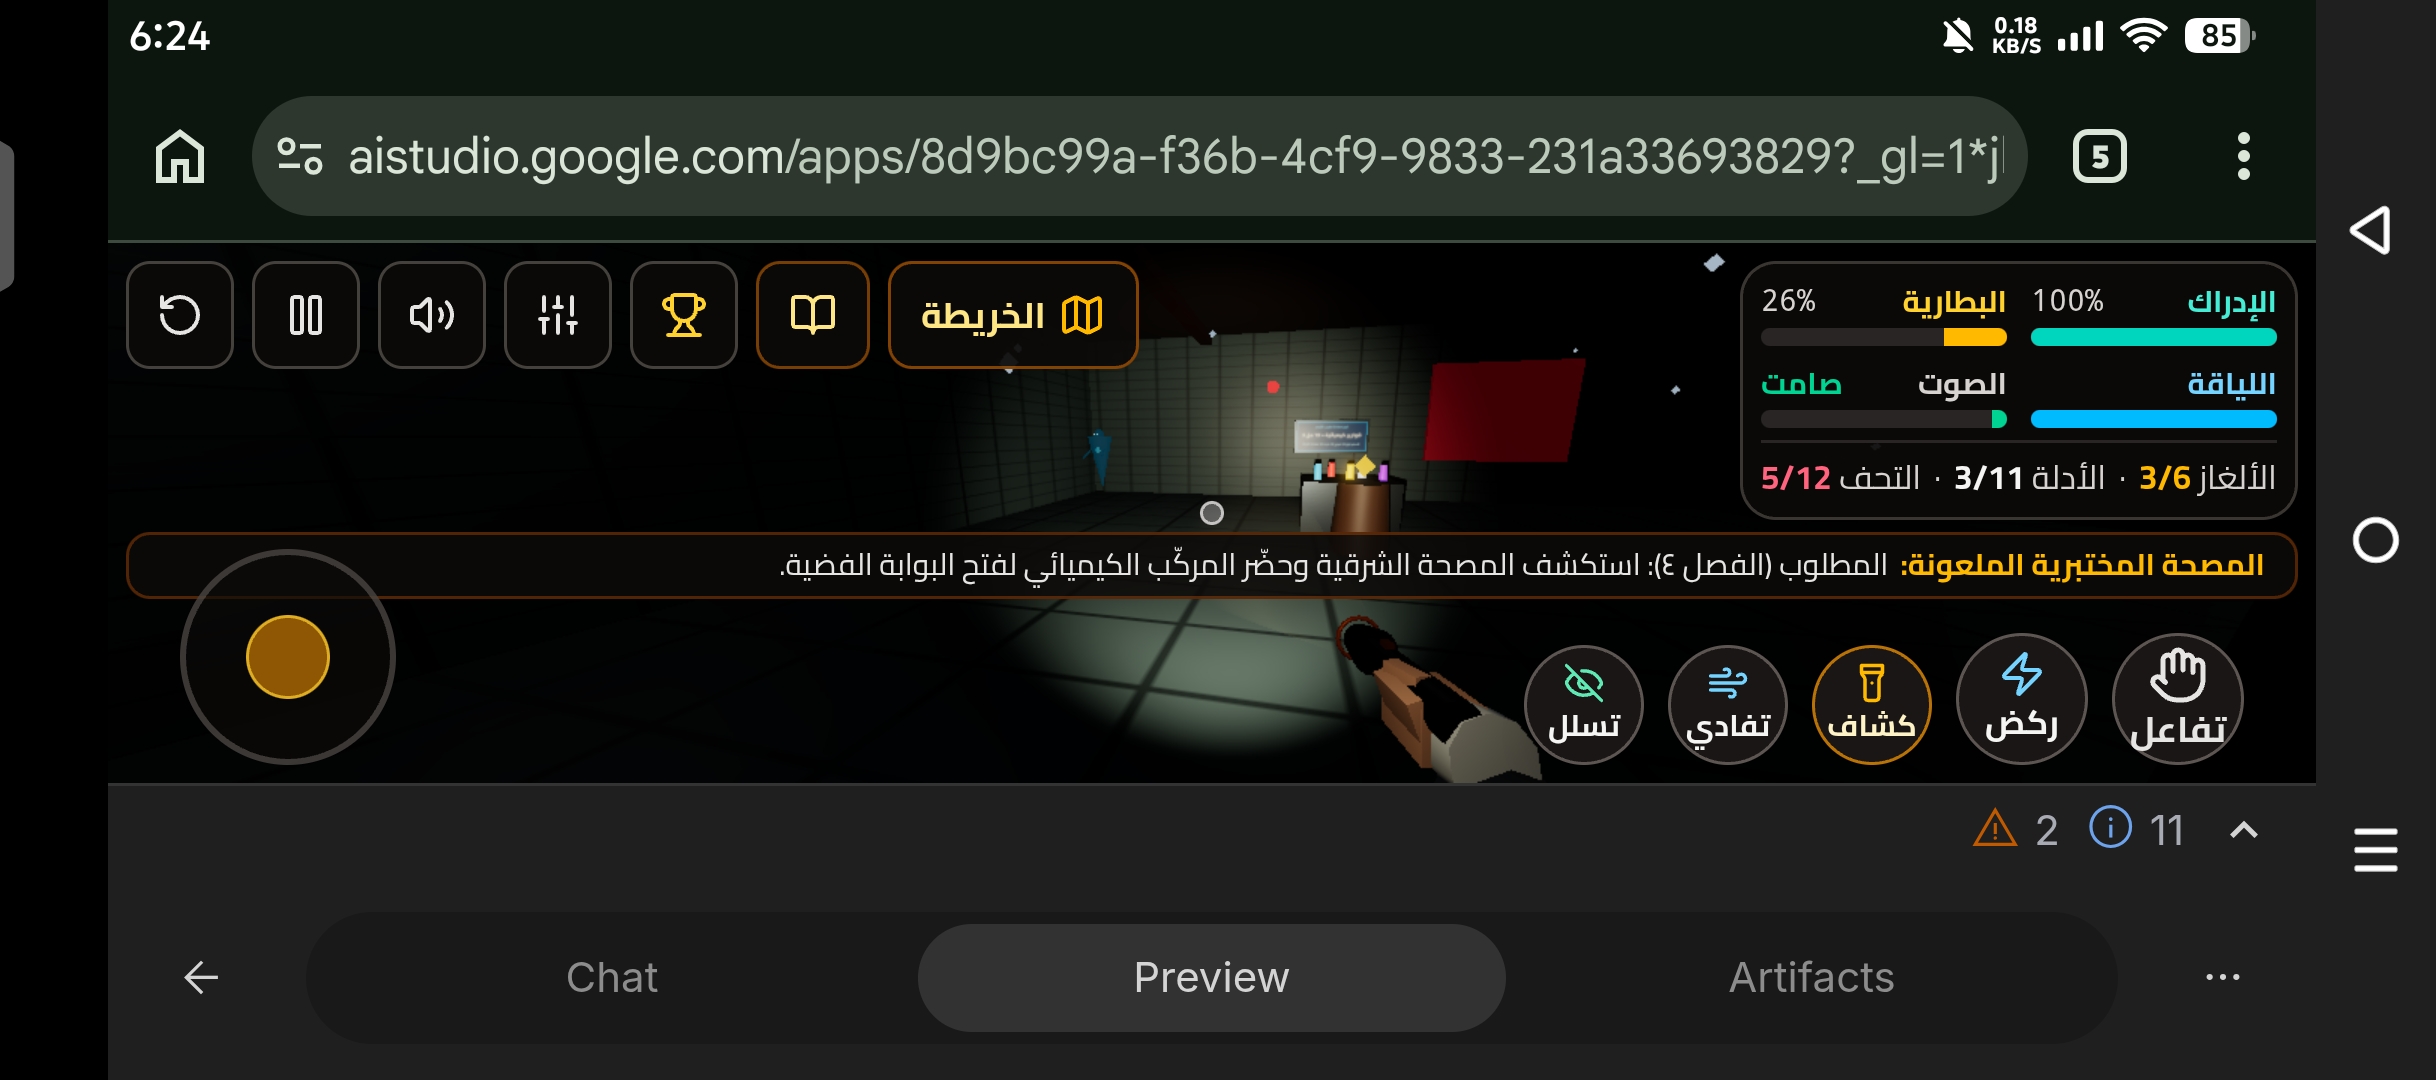 6:24
0.18 KB/S
85
aistudio.google.com/apps/8d9bc99a-f36b-4cf9-9833-231a33693829?_gl=1*j
5
الخريطة
الإدراك 100%
البطارية 26%
اللياقة
الصوت صامت
الألغاز 3/6 · الأدلة 3/11 · التحف 5/12
المصحة المختبرية الملعونة: المطلوب (الفصل ٤): استكشف المصحة الشرقية وحضّر المركّب الكيميائي لفتح البوابة الفضية.
تفاعل
ركض
كشاف
تفادي
تسلل
2
11
Chat
Preview
Artifacts